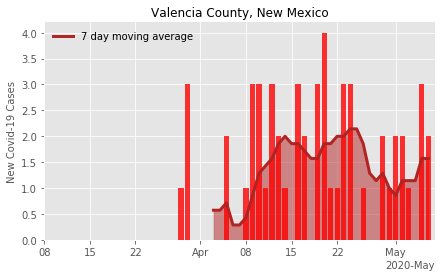 Valencia County, New Mexico
7 day moving average
New Covid-19 Cases
4.0
3.5
3.0
2.5
2.0
1.5
1.0
0.5
0.0
08 15 22 Apr 08 15 22 May
2020-May